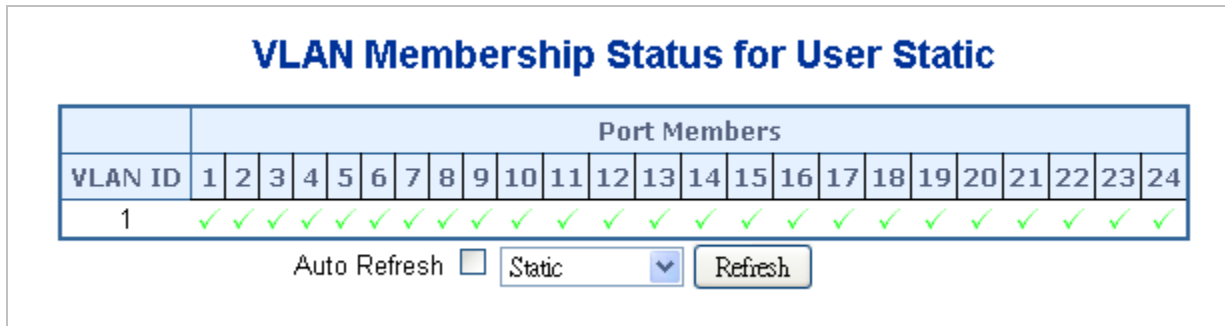 VLAN Membership Status for User Static
Port Members
VLAN ID 1 2 3 4 5 6 7 8 9 10 11 12 13 14 15 16 17 18 19 20 21 22 23 24
1 ✓ ✓ ✓ ✓ ✓ ✓ ✓ ✓ ✓ ✓ ✓ ✓ ✓ ✓ ✓ ✓ ✓ ✓ ✓ ✓ ✓ ✓ ✓ ✓
Auto Refresh Static Refresh